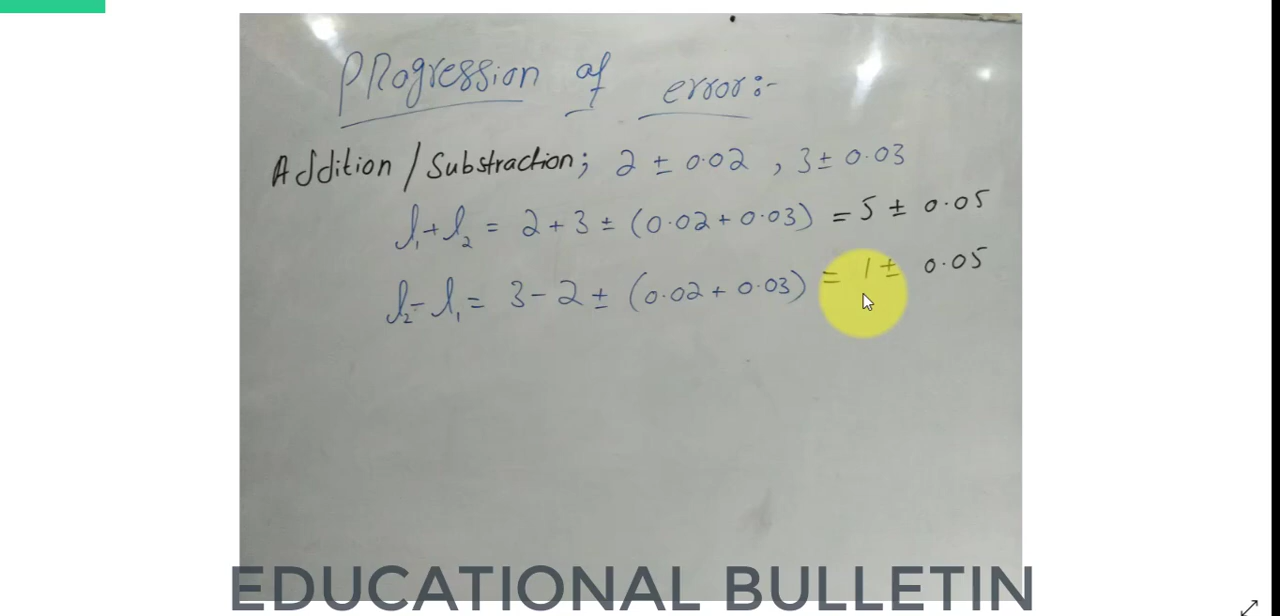 Progression of error:-
Addition / Substraction; 2 ± 0.02 , 3 ± 0.03
l₁ + l₂ = 2 + 3 ± (0.02 + 0.03) = 5 ± 0.05
l₂ - l₁ = 3 - 2 ± (0.02 + 0.03) = 1 ± 0.05
EDUCATIONAL BULLETIN